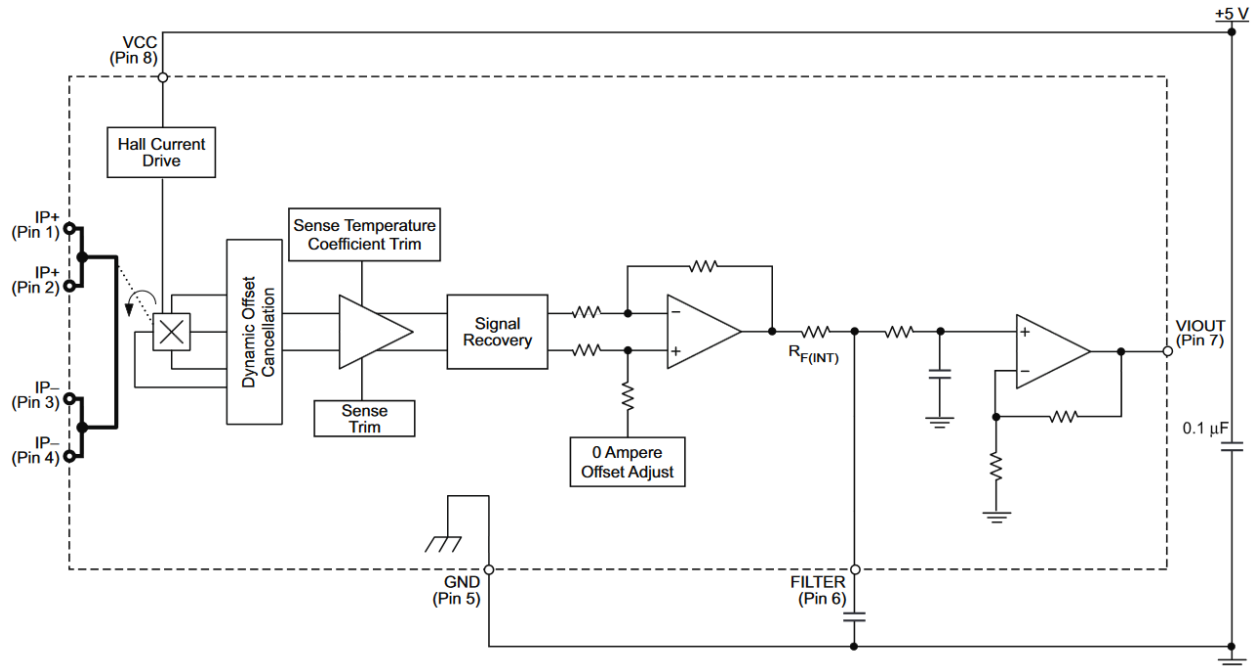 +5 V
VCC
(Pin 8)
Hall Current
Drive
IP+
(Pin 1)
IP+
(Pin 2)
IP–
(Pin 3)
IP–
(Pin 4)
Dynamic Offset
Cancellation
Sense Temperature
Coefficient Trim
Sense
Trim
Signal
Recovery
−
+
0 Ampere
Offset Adjust
RF(INT)
+
−
VIOUT
(Pin 7)
0.1 μF
GND
(Pin 5)
FILTER
(Pin 6)